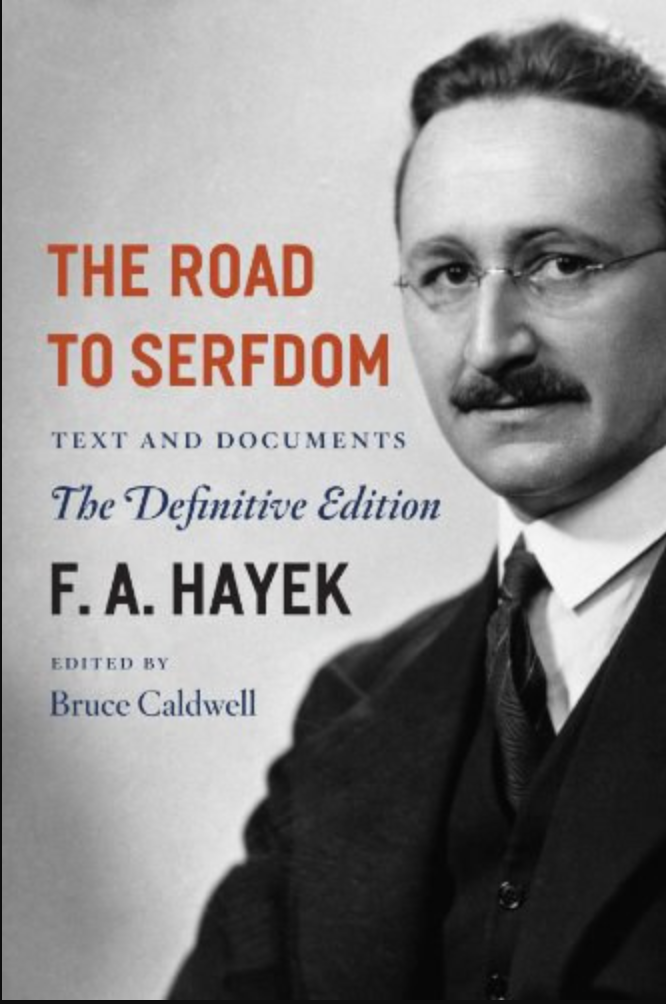 THE ROAD
TO SERFDOM
TEXT AND DOCUMENTS
The Definitive Edition
F. A. HAYEK
EDITED BY
Bruce Caldwell